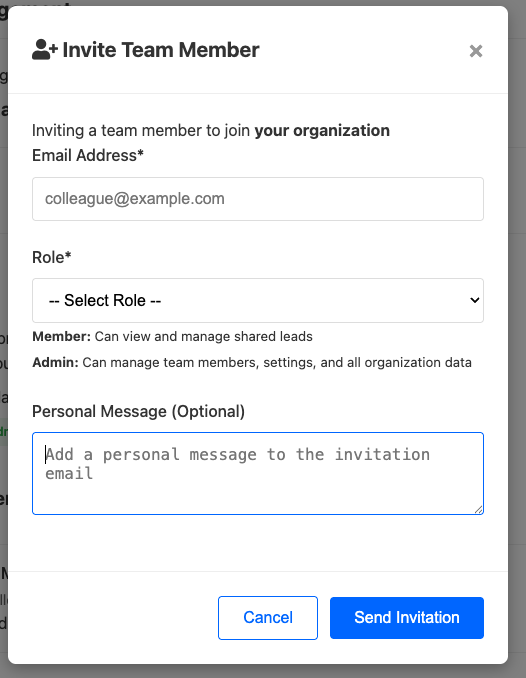 Invite Team Member
×
Inviting a team member to join your organization
Email Address*
colleague@example.com
Role*
-- Select Role --
Member: Can view and manage shared leads
Admin: Can manage team members, settings, and all organization data
Personal Message (Optional)
Add a personal message to the invitation
email
Cancel
Send Invitation